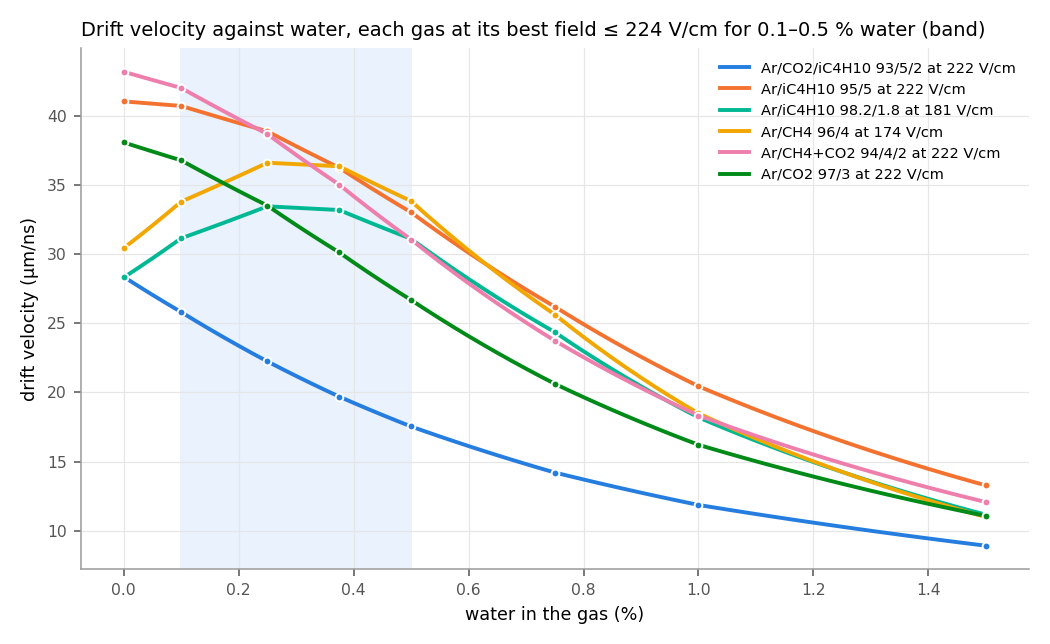 Drift velocity against water, each gas at its best field ≤ 224 V/cm for 0.1–0.5 % water (band)
Ar/CO2/iC4H10 93/5/2 at 222 V/cm
Ar/iC4H10 95/5 at 222 V/cm
Ar/iC4H10 98.2/1.8 at 181 V/cm
Ar/CH4 96/4 at 174 V/cm
Ar/CH4+CO2 94/4/2 at 222 V/cm
Ar/CO2 97/3 at 222 V/cm
drift velocity (µm/ns)
40
35
30
25
20
15
10
0.0 0.2 0.4 0.6 0.8 1.0 1.2 1.4
water in the gas (%)